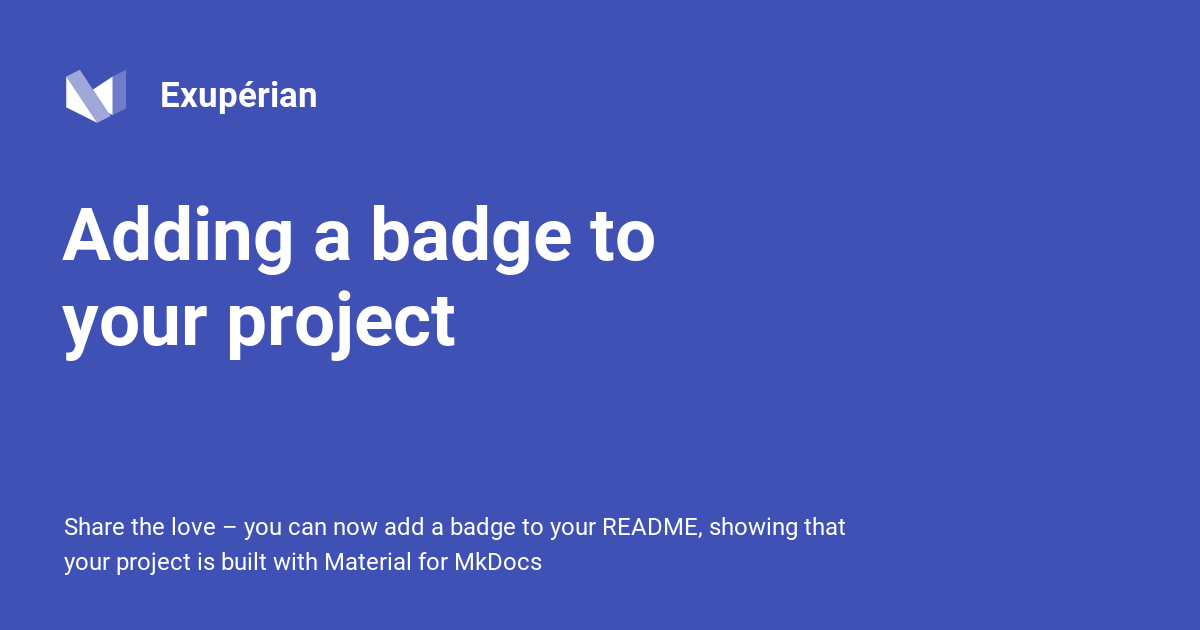 Exupérian
Adding a badge to
your project
Share the love – you can now add a badge to your README, showing that
your project is built with Material for MkDocs